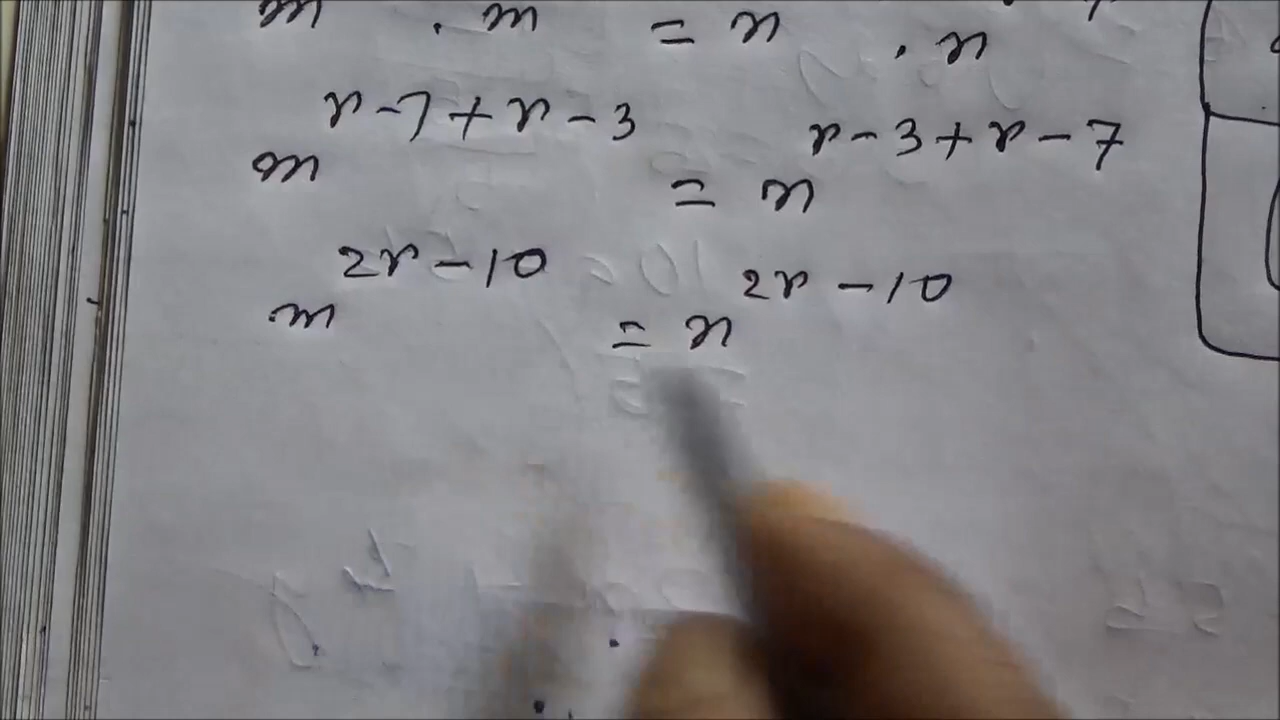 m . m = n . n
m^{r-7+r-3} = n^{r-3+r-7}
m^{2r-10} = n^{2r-10}